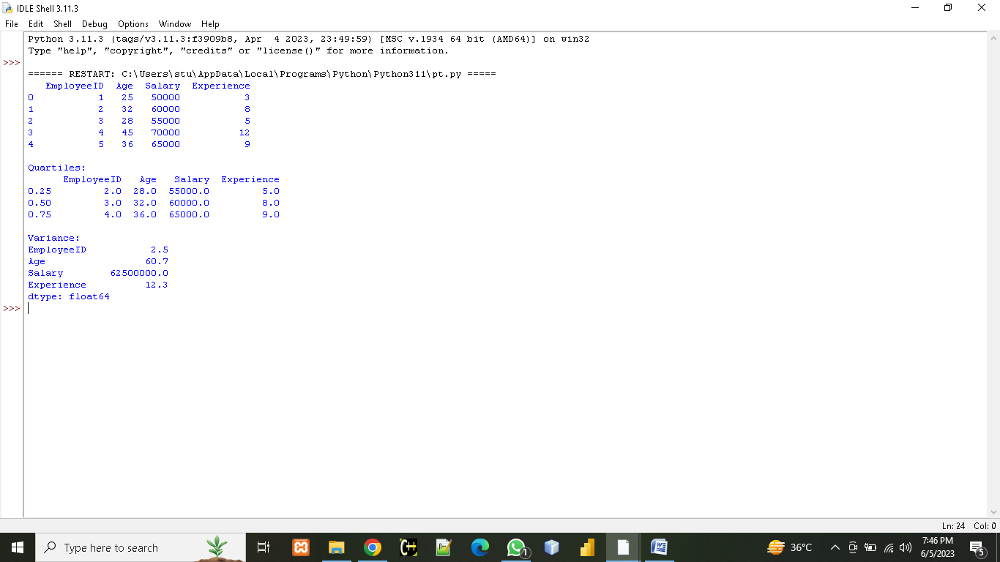 IDLE Shell 3.11.3
File Edit Shell Debug Options Window Help
Python 3.11.3 (tags/v3.11.3:f3909b8, Apr  4 2023, 23:49:59) [MSC v.1934 64 bit (AMD64)] on win32
Type "help", "copyright", "credits" or "license()" for more information.
>>>
====== RESTART: C:\Users\stu\AppData\Local\Programs\Python\Python311\pt.py =====
   EmployeeID  Age  Salary  Experience
0           1   25   50000           3
1           2   32   60000           8
2           3   28   55000           5
3           4   45   70000          12
4           5   36   65000           9
Quartiles:
      EmployeeID   Age   Salary  Experience
0.25         2.0  28.0  55000.0         5.0
0.50         3.0  32.0  60000.0         8.0
0.75         4.0  36.0  65000.0         9.0
Variance:
EmployeeID           2.5
Age                 60.7
Salary        62500000.0
Experience          12.3
dtype: float64
>>>
Ln: 24 Col: 0
Type here to search
1
36°C
7:46 PM
6/5/2023
5